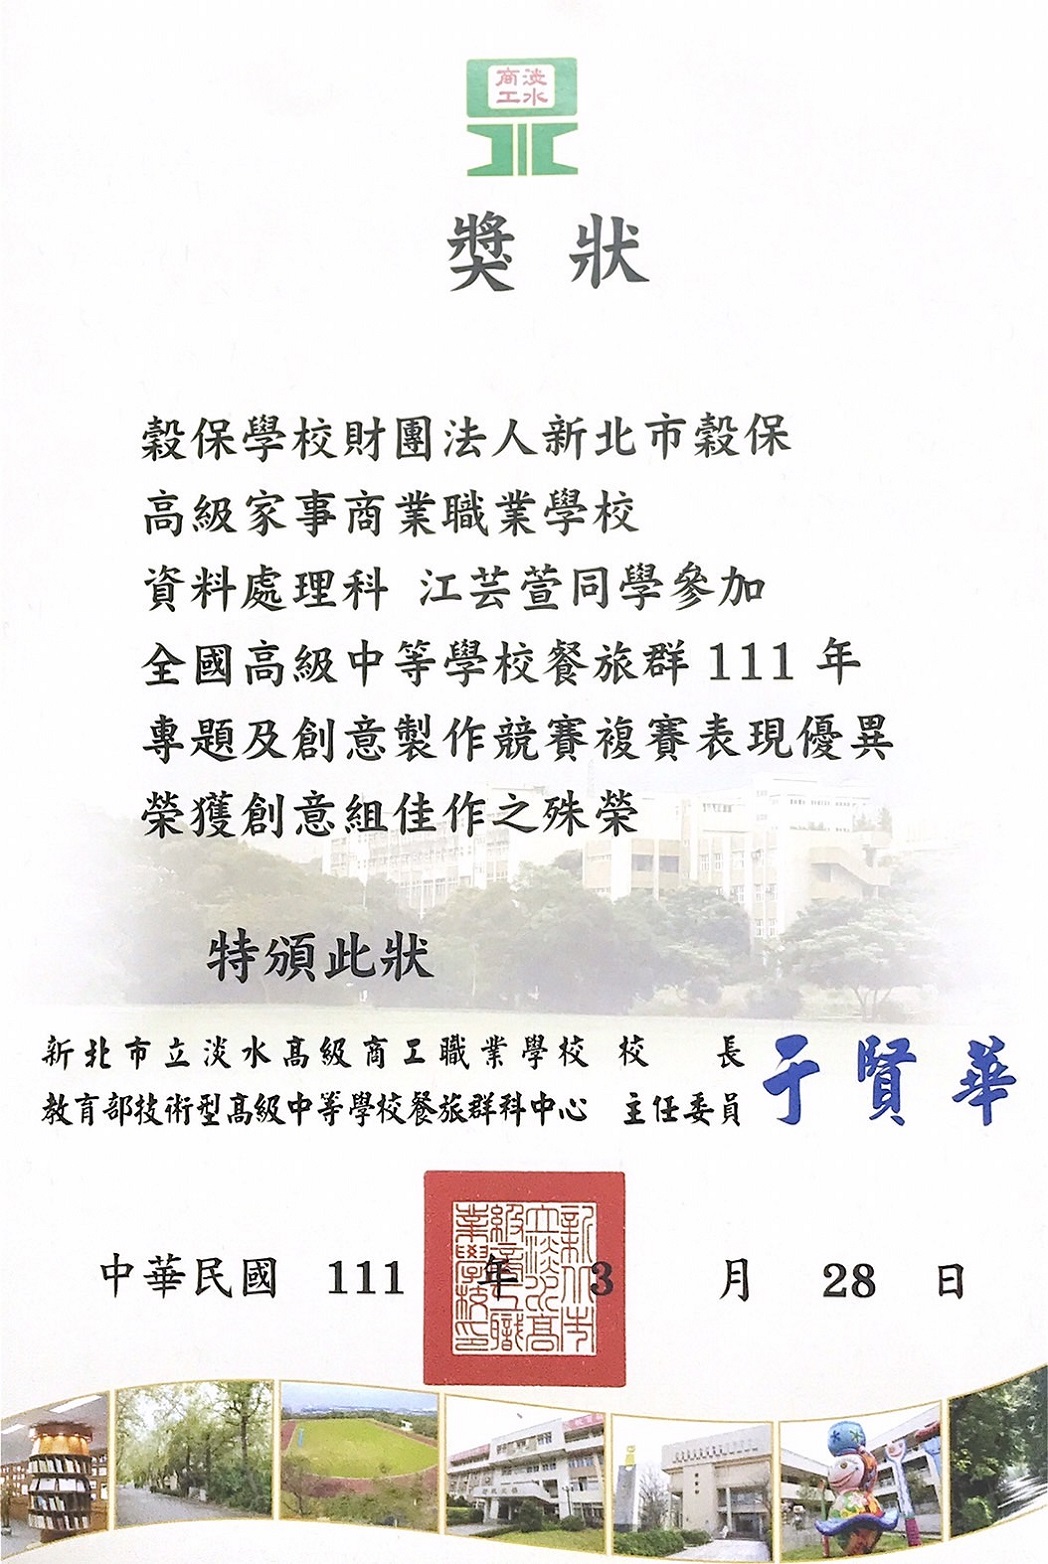 淡水
商工
獎狀
穀保學校財團法人新北市穀保
高級家事商業職業學校
資料處理科 江芸萱同學參加
全國高級中等學校餐旅群 111 年
專題及創意製作競賽複賽表現優異
榮獲創意組佳作之殊榮
特頒此狀
新北市立淡水高級商工職業學校 校 長 于賢華
教育部技術型高級中等學校餐旅群科中心 主任委員
新北市立淡水高級商工職業學校印
中華民國 111 年 3 月 28 日